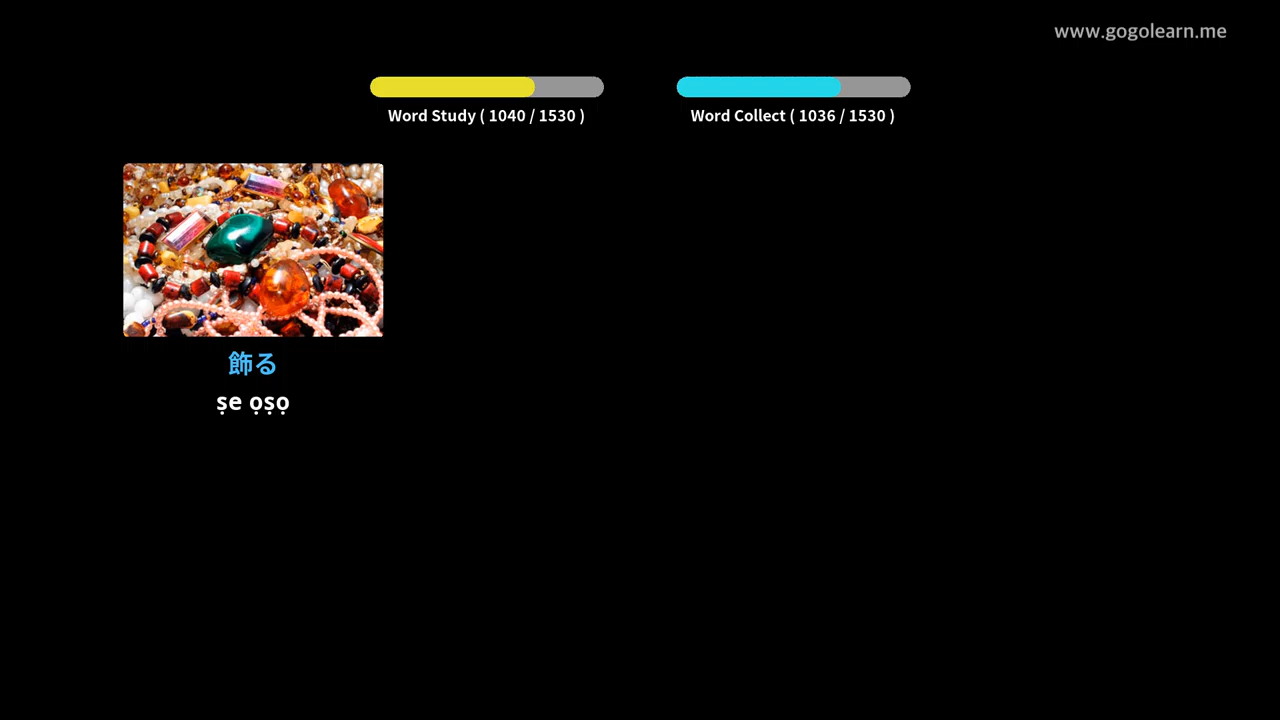 www.gogolearn.me
Word Study ( 1040 / 1530 )
Word Collect ( 1036 / 1530 )
飾る
ṣe ọṣọ